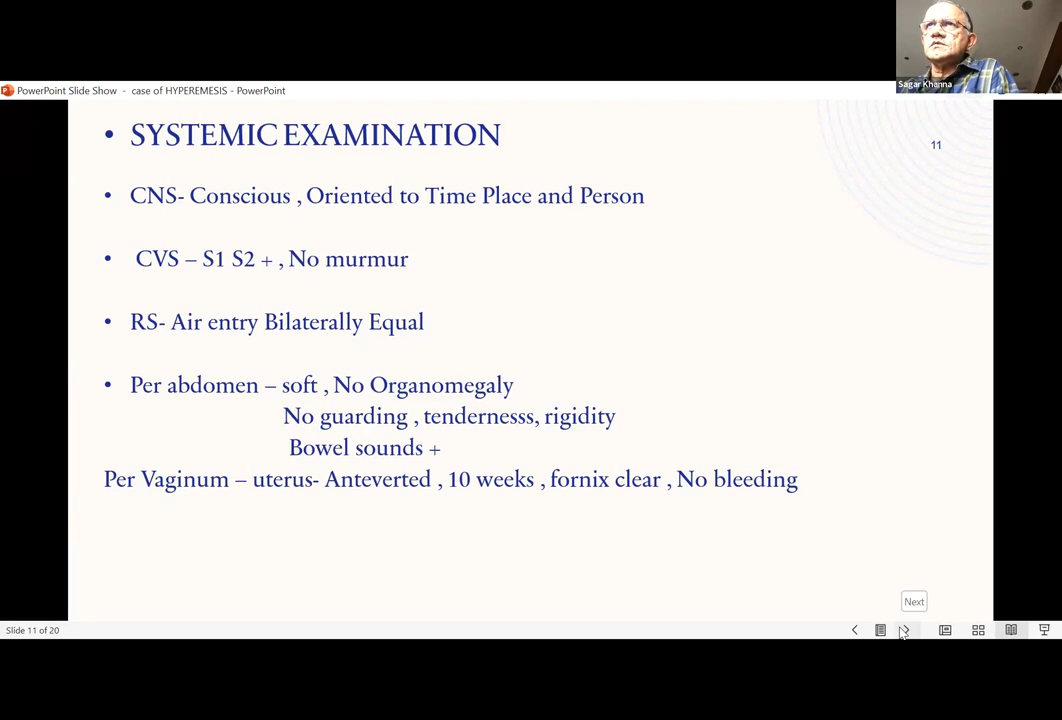 Sagar Khanna
PowerPoint Slide Show - case of HYPEREMESIS - PowerPoint
• SYSTEMIC EXAMINATION
11
• CNS- Conscious , Oriented to Time Place and Person
• CVS – S1 S2 + , No murmur
• RS- Air entry Bilaterally Equal
• Per abdomen – soft , No Organomegaly
No guarding , tendernesss, rigidity
Bowel sounds +
Per Vaginum – uterus- Anteverted , 10 weeks , fornix clear , No bleeding
Next
Slide 11 of 20